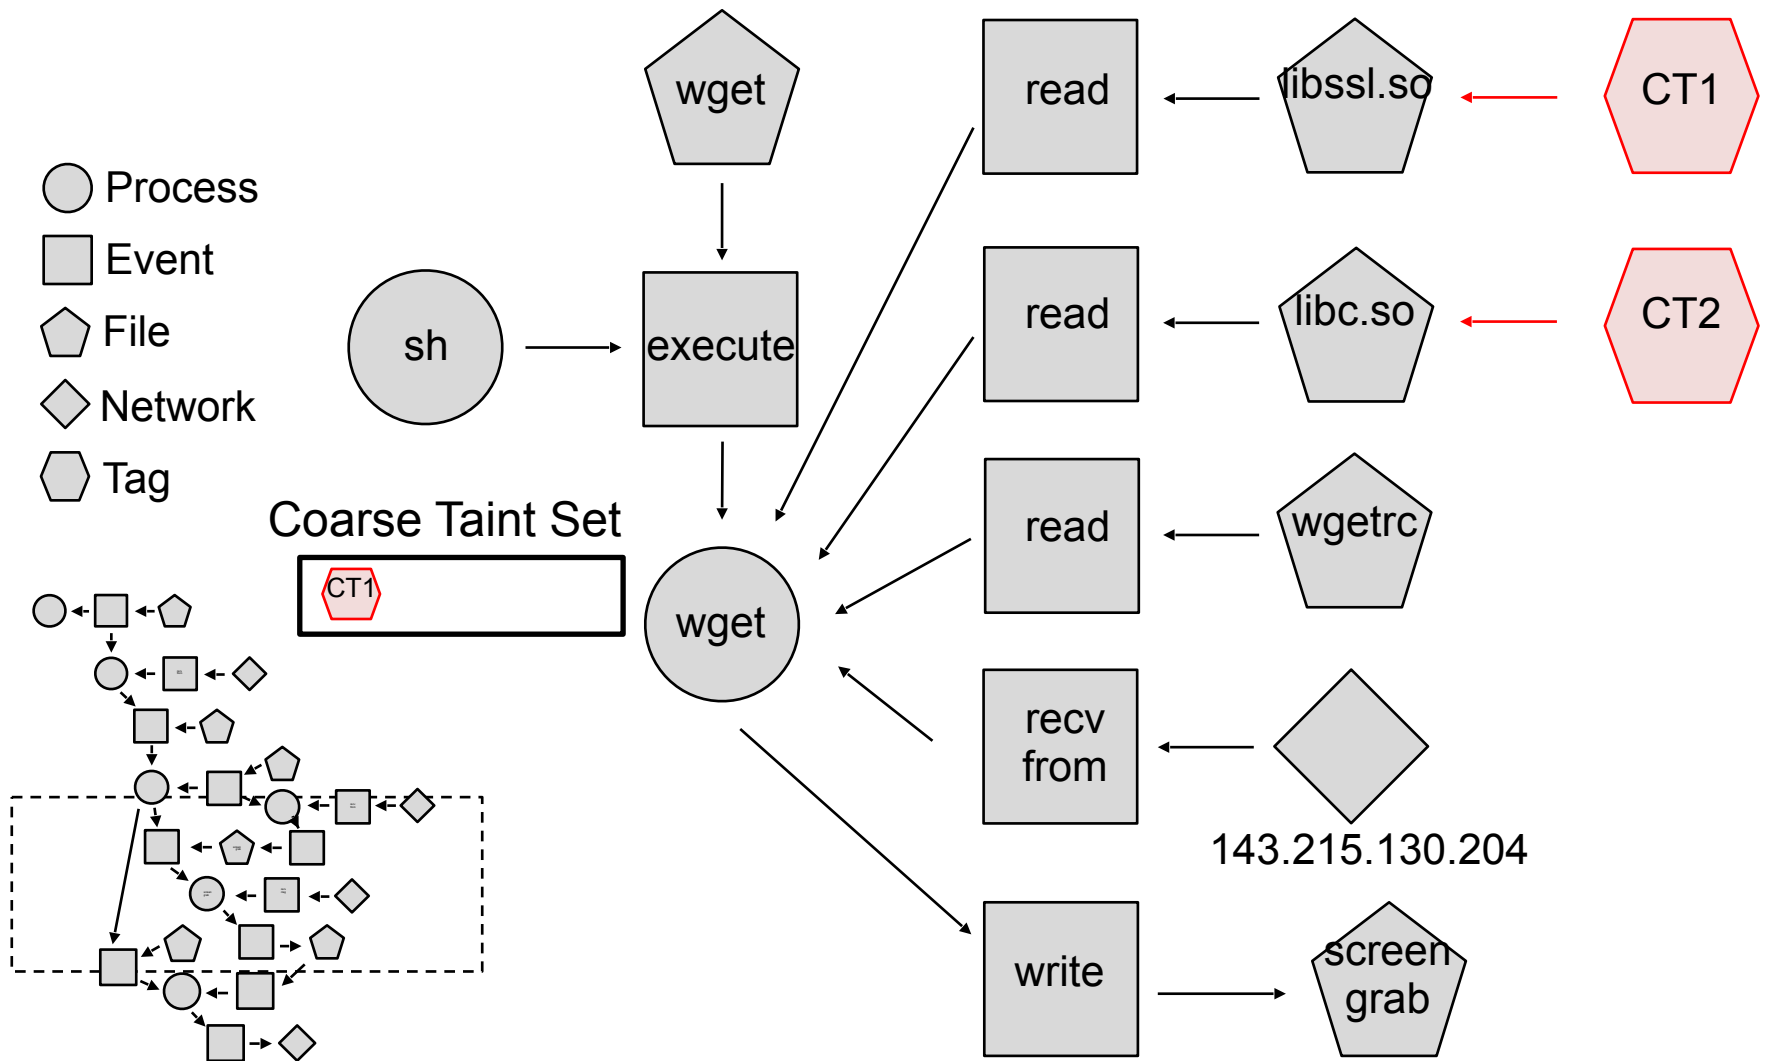 wget
read
libssl.so
CT1
Process
Event
File
Network
Tag
sh
execute
read
libc.so
CT2
Coarse Taint Set
CT1
wget
read
wgetrc
recv
from
143.215.130.204
write
screen
grab